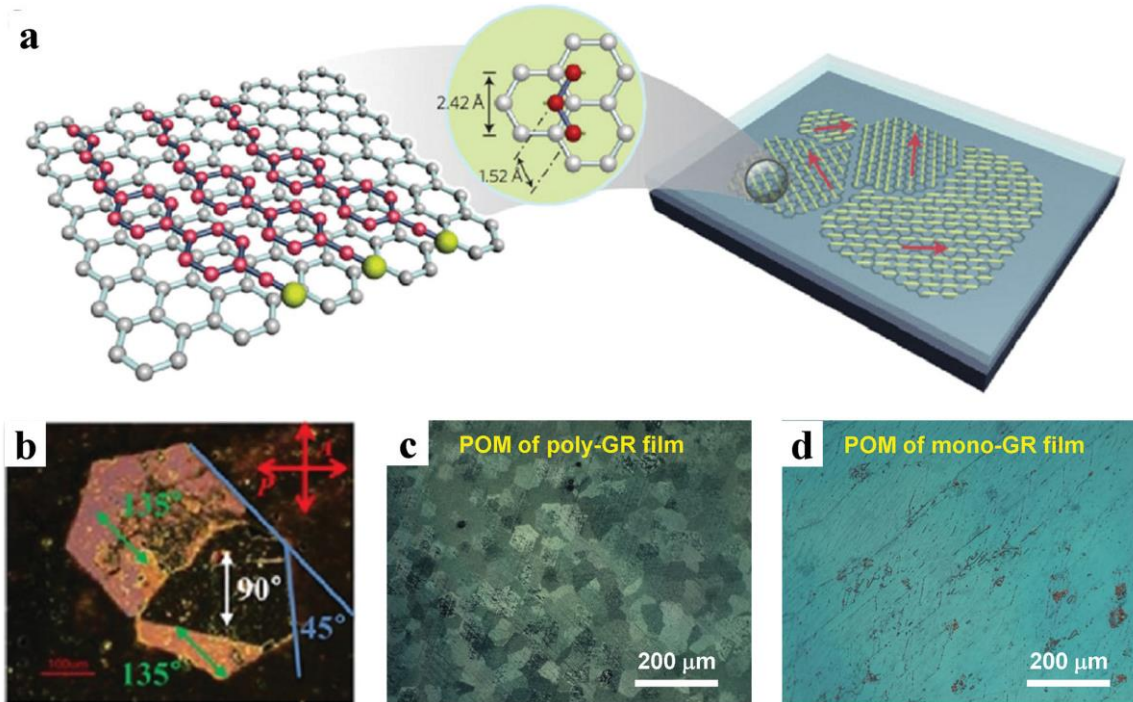 a
2.42 Å
1.52 Å
b
A
P
135°
90°
45°
135°
100um
c
POM of poly-GR film
200 μm
d
POM of mono-GR film
200 μm